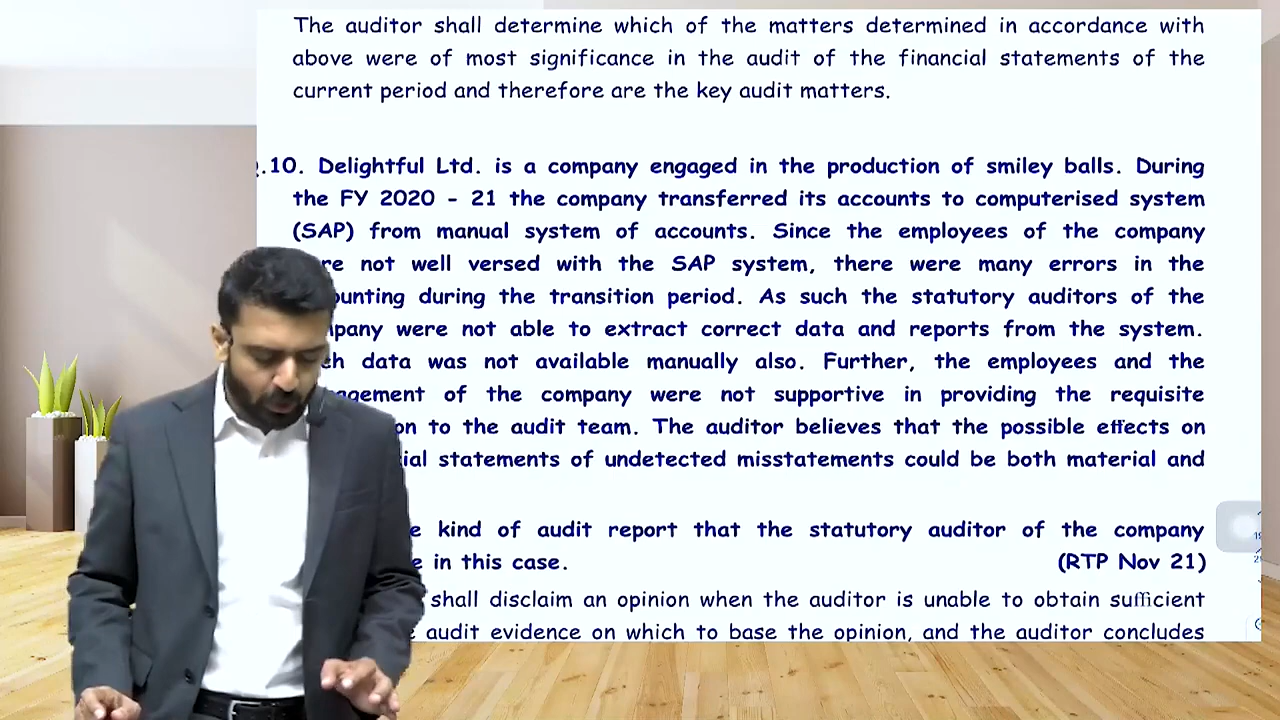 The auditor shall determine which of the matters determined in accordance with
above were of most significance in the audit of the financial statements of the
current period and therefore are the key audit matters.
.10. Delightful Ltd. is a company engaged in the production of smiley balls. During
the FY 2020 - 21 the company transferred its accounts to computerised system
(SAP) from manual system of accounts. Since the employees of the company
not well versed with the SAP system, there were many errors in the
during the transition period. As such the statutory auditors of the
were not able to extract correct data and reports from the system.
data was not available manually also. Further, the employees and the
of the company were not supportive in providing the requisite
to the audit team. The auditor believes that the possible effects on
statements of undetected misstatements could be both material and
kind of audit report that the statutory auditor of the company
in this case. (RTP Nov 21)
shall disclaim an opinion when the auditor is unable to obtain sufficient
audit evidence on which to base the opinion, and the auditor concludes